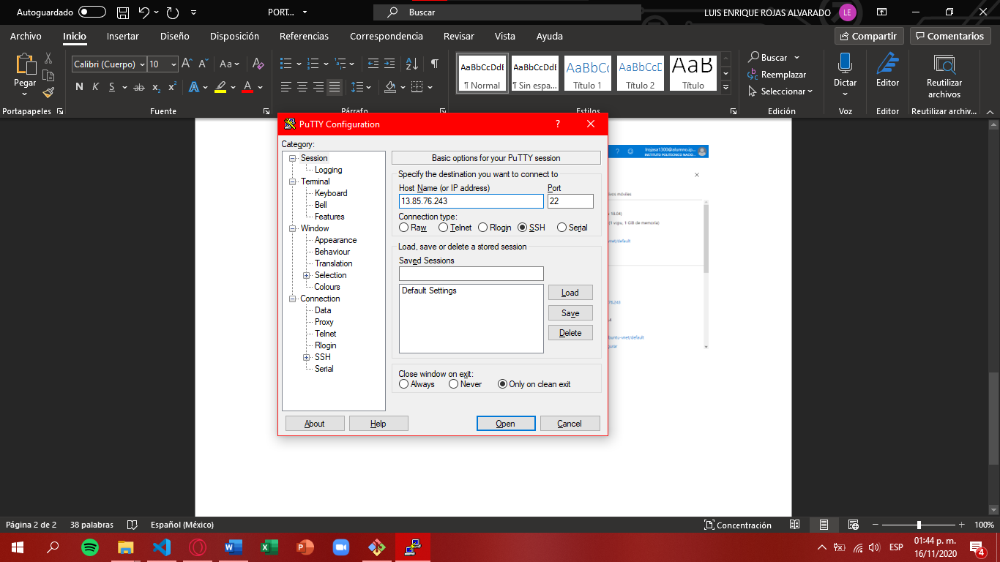 Autoguardado
PORT...
Buscar
LUIS ENRIQUE ROJAS ALVARADO
LE
Archivo Inicio Insertar Diseño Disposición Referencias Correspondencia Revisar Vista Ayuda
Compartir Comentarios
Pegar
Calibri (Cuerpo) 10
Aa
N K S ab x₂ x²
AaBbCcDdE AaBbCcDdE AaBbCc AaBbCcD AaB
¶ Normal ¶ Sin espa... Título 1 Título 2 Título
Buscar
Reemplazar
Seleccionar
Dictar
Editor
Reutilizar
archivos
Portapapeles Fuente Párrafo Estilos Edición Voz Editor Reutilizar archiv...
PuTTY Configuration
?
Category:
Session
Logging
Terminal
Keyboard
Bell
Features
Window
Appearance
Behaviour
Translation
Selection
Colours
Connection
Data
Proxy
Telnet
Rlogin
SSH
Serial
Basic options for your PuTTY session
Specify the destination you want to connect to
Host Name (or IP address) Port
13.85.76.243 22
Connection type:
Raw Telnet Rlogin SSH Serial
Load, save or delete a stored session
Saved Sessions
Default Settings
Load
Save
Delete
Close window on exit:
Always Never Only on clean exit
About Help Open Cancel
lrojasa1300@alumno.ip...
INSTITUTO POLITECNICO NACIO...
móviles
18.04)
(1 vcpu, 1 GiB de memoria)
vnet/default
76.243
ubuntu-vnet/default
Página 2 de 2 38 palabras Español (México)
Concentración
100%
ESP
01:44 p. m.
16/11/2020
4